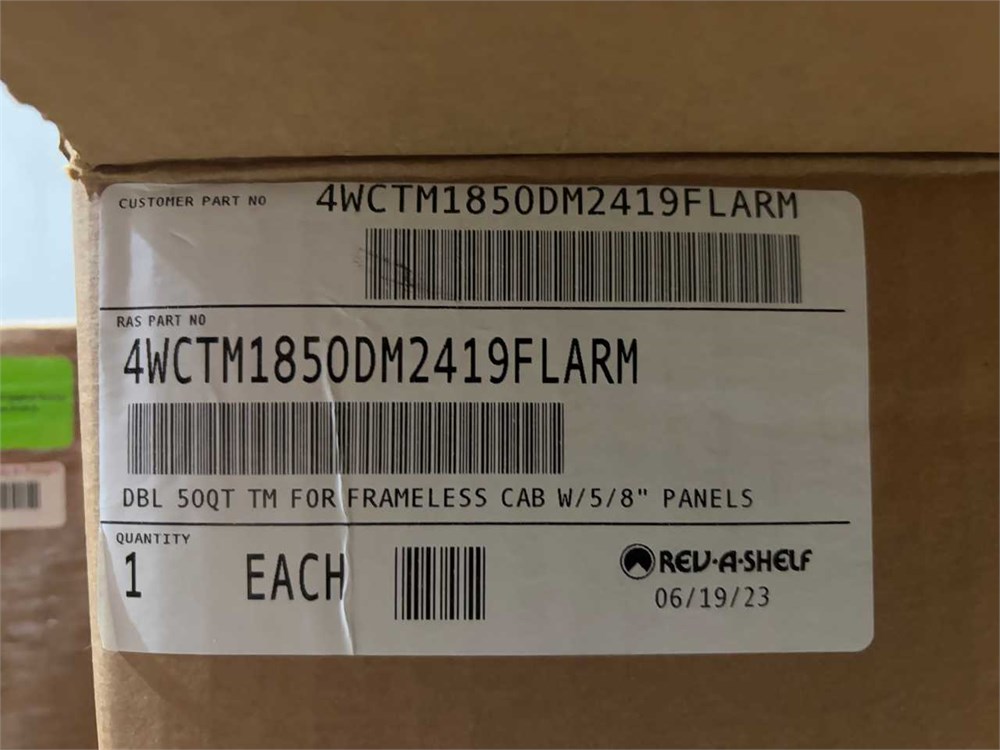 CUSTOMER PART NO
4WCTM1850DM2419FLARM
RAS PART NO
4WCTM1850DM2419FLARM
DBL 50QT TM FOR FRAMELESS CAB W/5/8" PANELS
QUANTITY
1 EACH
REV-A-SHELF
06/19/23